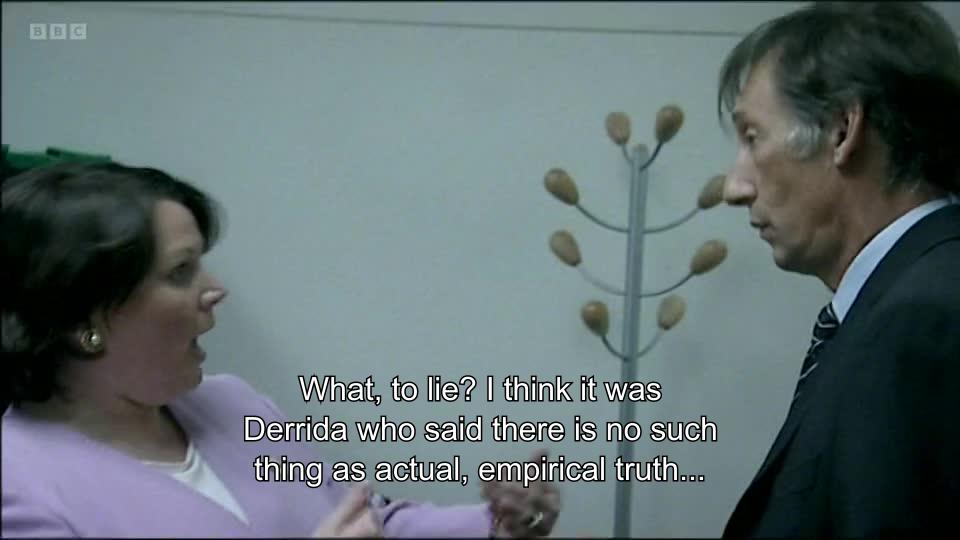 BBC
What, to lie? I think it was
Derrida who said there is no such
thing as actual, empirical truth...